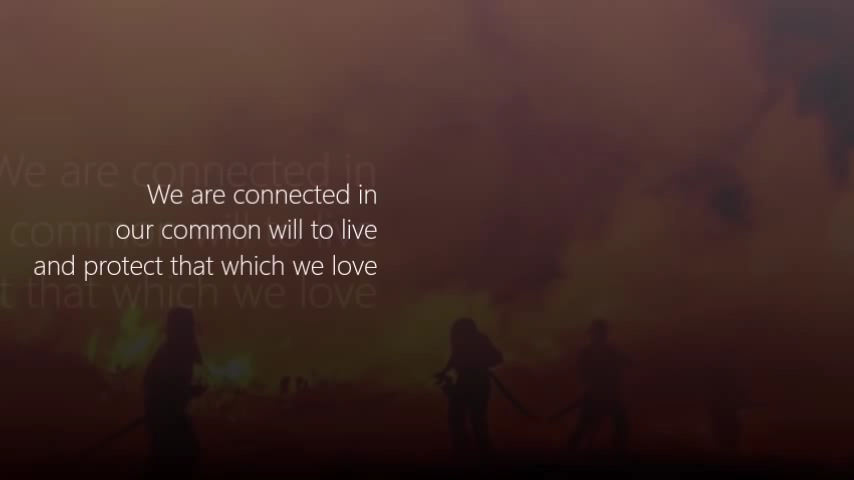 We are connected in
our common will to live
and protect that which we love